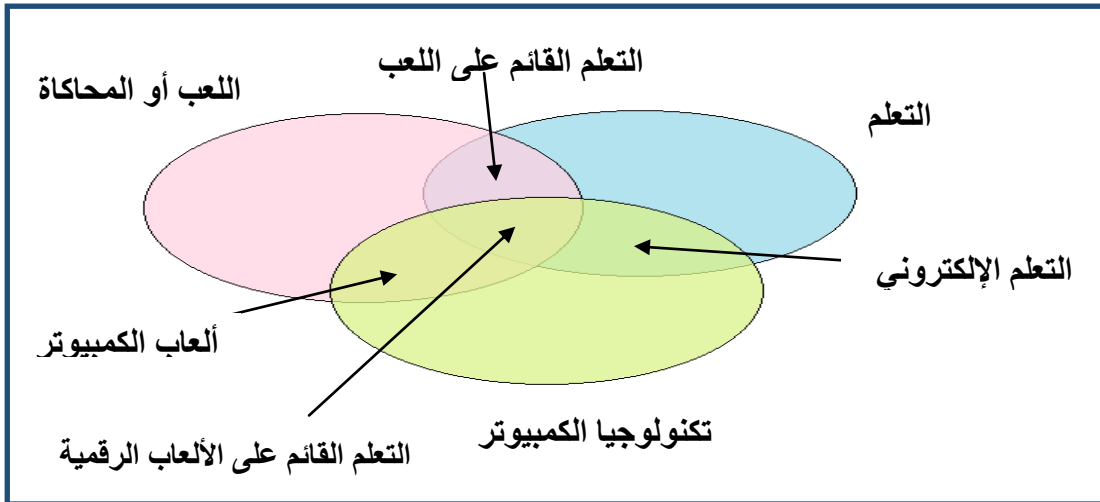 التعلم القائم على اللعب
اللعب أو المحاكاة
التعلم
التعلم الإلكتروني
ألعاب الكمبيوتر
تكنولوجيا الكمبيوتر
التعلم القائم على الألعاب الرقمية